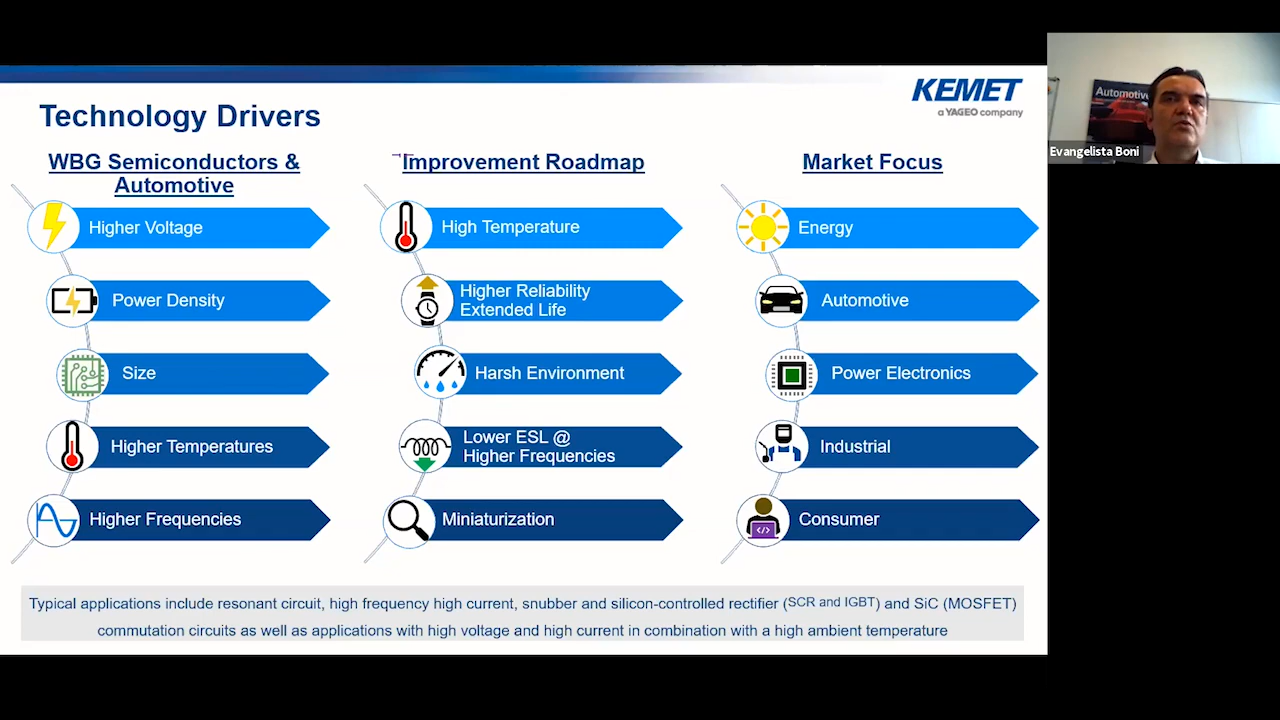 KEMET
a YAGEO company
Technology Drivers
WBG Semiconductors &
Automotive
Higher Voltage
Power Density
Size
Higher Temperatures
Higher Frequencies
Improvement Roadmap
High Temperature
Higher Reliability
Extended Life
Harsh Environment
Lower ESL @
Higher Frequencies
Miniaturization
Market Focus
Energy
Automotive
Power Electronics
Industrial
Consumer
Typical applications include resonant circuit, high frequency high current, snubber and silicon-controlled rectifier (SCR and IGBT) and SiC (MOSFET)
commutation circuits as well as applications with high voltage and high current in combination with a high ambient temperature
Automotive
Evangelista Boni